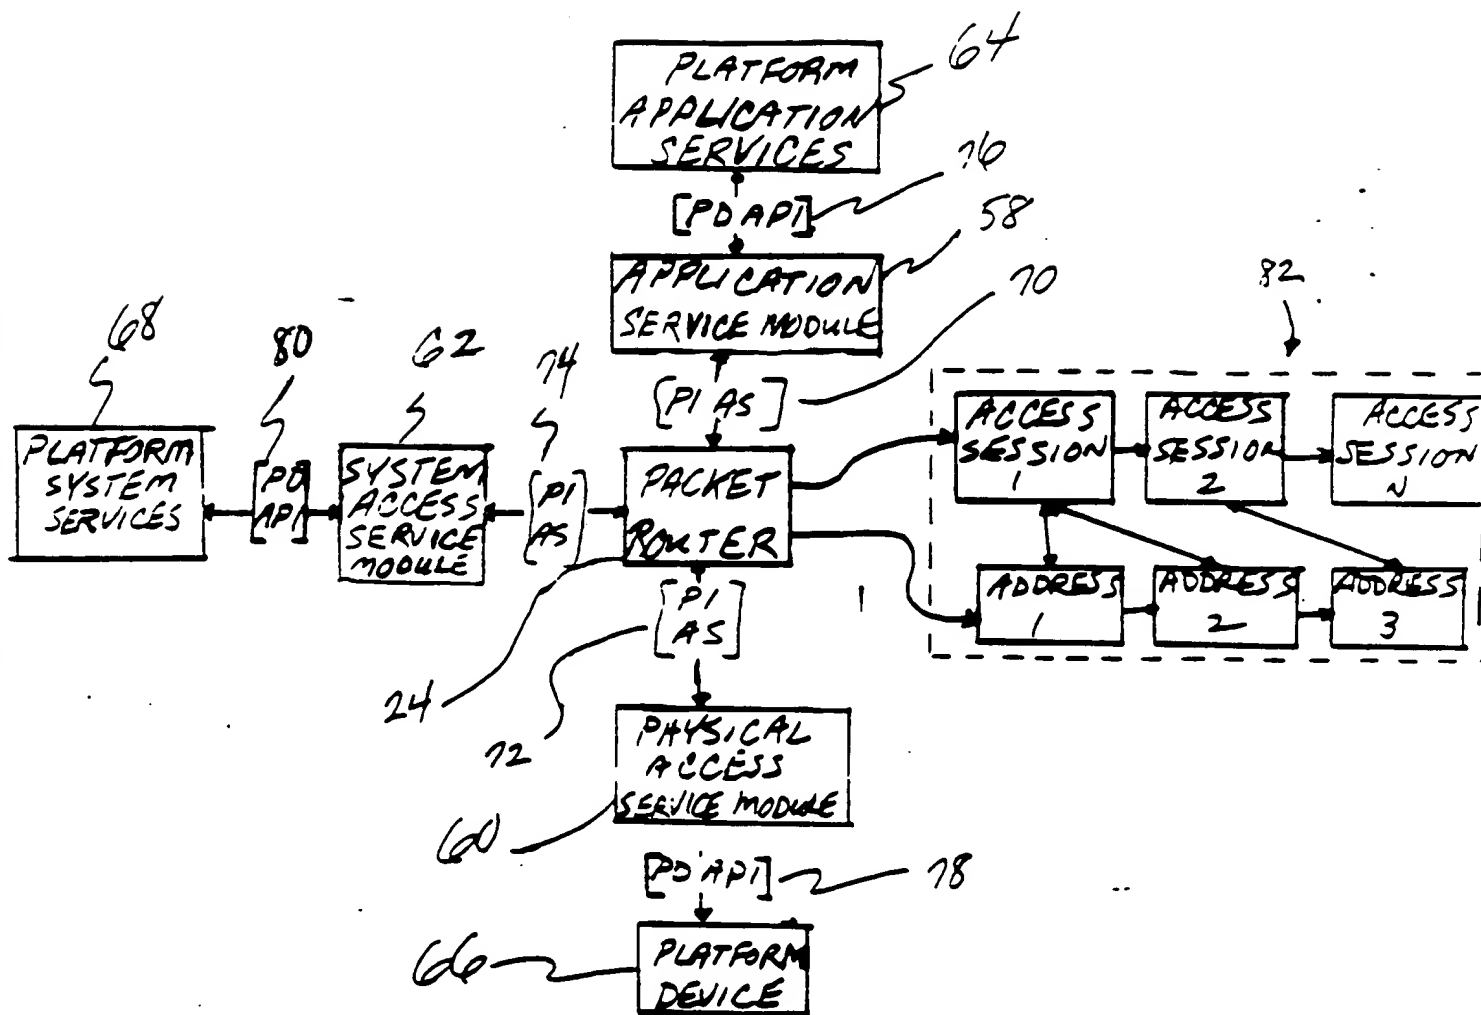 64
PLATFORM
APPLICATION
SERVICES
76
[PD API]
58
APPLICATION
SERVICE MODULE
70
82
68
80
62
74
[PI AS]
PLATFORM
SYSTEM
SERVICES
[PD
API]
SYSTEM
ACCESS
SERVICE
MODULE
[PI
AS]
PACKET
ROUTER
ACCESS
SESSION
1
ACCESS
SESSION
2
ACCESS
SESSION
N
ADDRESS
1
ADDRESS
2
ADDRESS
3
[PI
AS]
24
72
PHYSICAL
ACCESS
SERVICE MODULE
60
[PD API]
78
66
PLATFORM
DEVICE